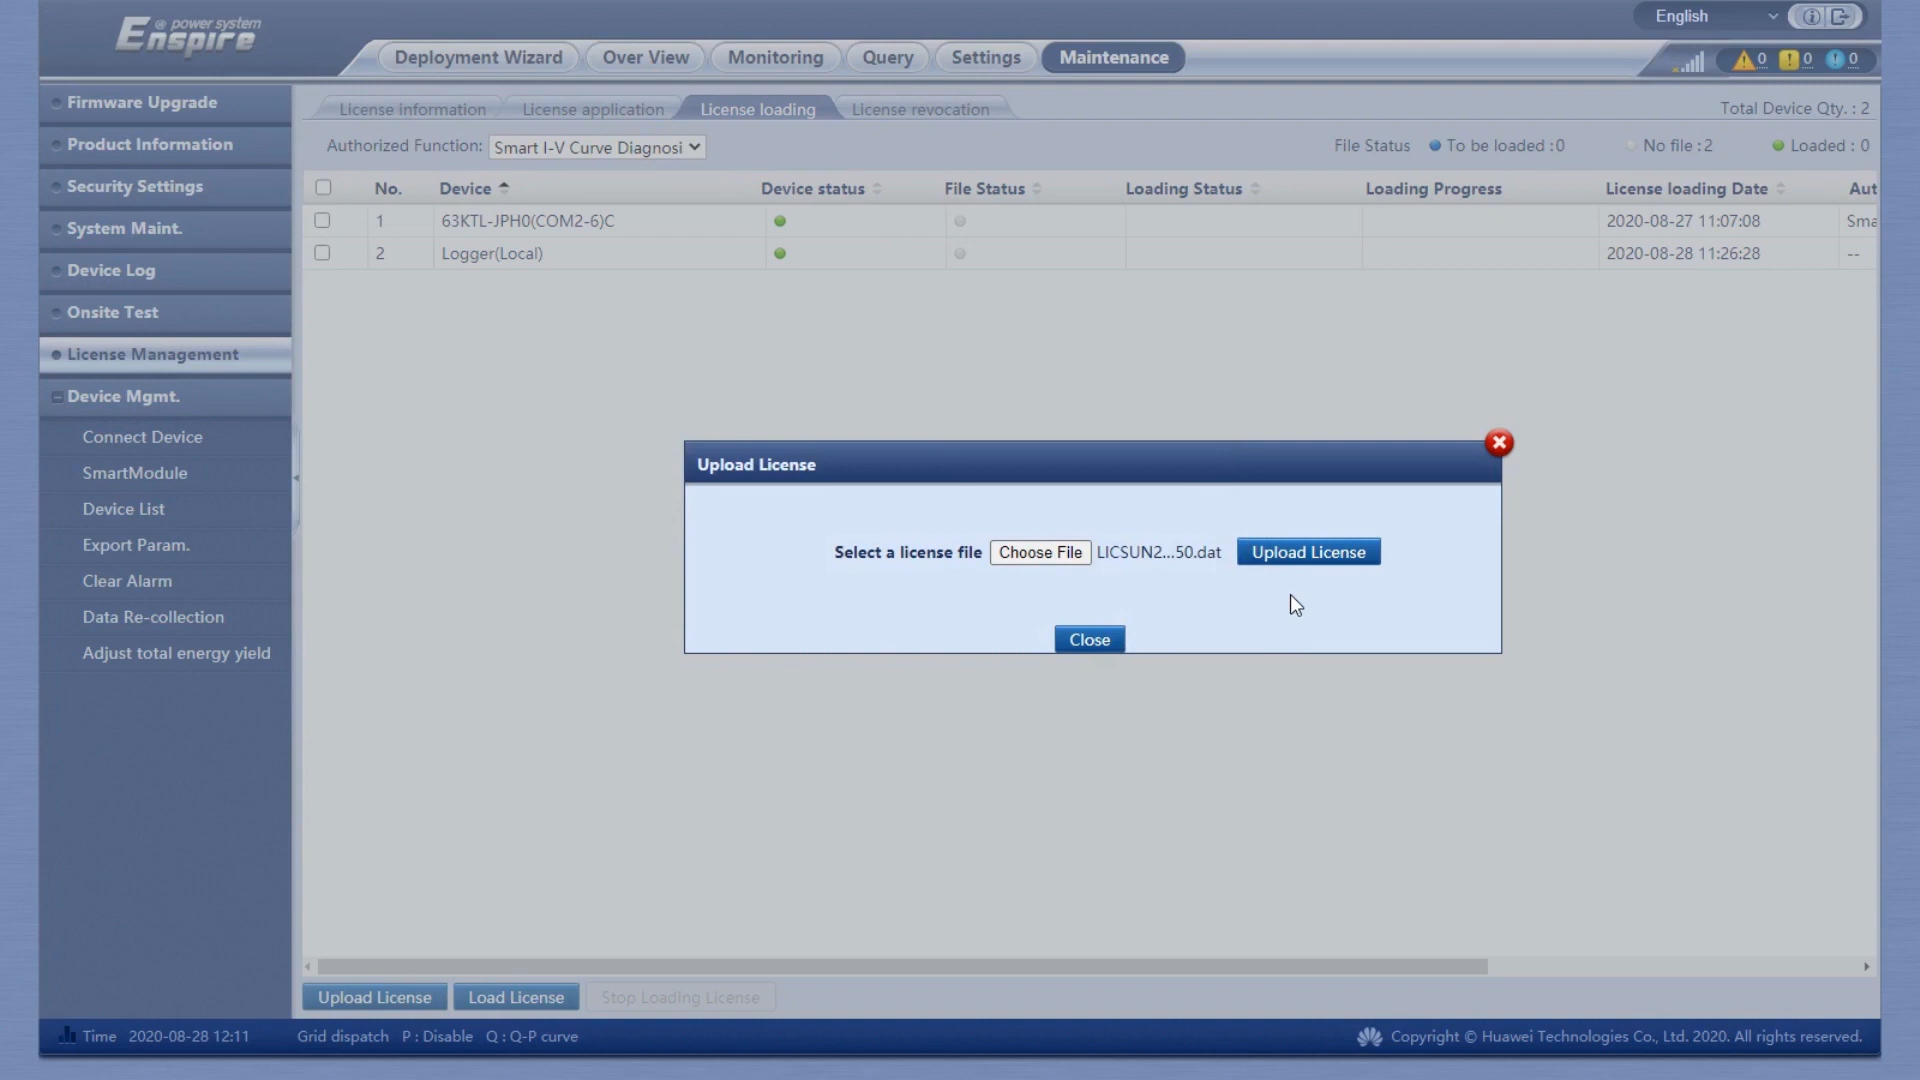 @ power system
Enspire
English
Deployment Wizard
Over View
Monitoring
Query
Settings
Maintenance
0
0
0
Firmware Upgrade
Product Information
Security Settings
System Maint.
Device Log
Onsite Test
License Management
Device Mgmt.
Connect Device
SmartModule
Device List
Export Param.
Clear Alarm
Data Re-collection
Adjust total energy yield
License information
License application
License loading
License revocation
Total Device Qty. : 2
Authorized Function: Smart I-V Curve Diagnosi
File Status To be loaded :0 No file :2 Loaded : 0
No. Device Device status File Status Loading Status Loading Progress License loading Date Aut
1 63KTL-JPH0(COM2-6)C 2020-08-27 11:07:08 Sma
2 Logger(Local) 2020-08-28 11:26:28 --
Upload License
Select a license file Choose File LICSUN2...50.dat Upload License
Close
Upload License Load License Stop Loading License
Time 2020-08-28 12:11 Grid dispatch P : Disable Q : Q-P curve Copyright © Huawei Technologies Co., Ltd. 2020. All rights reserved.